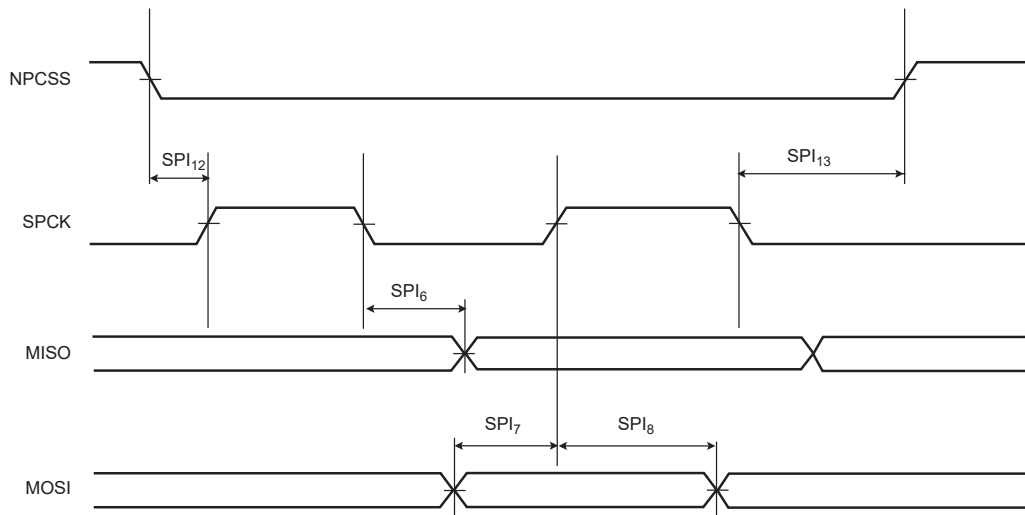 NPCSS
SPI₁₂
SPI₁₃
SPCK
SPI₆
MISO
SPI₇
SPI₈
MOSI